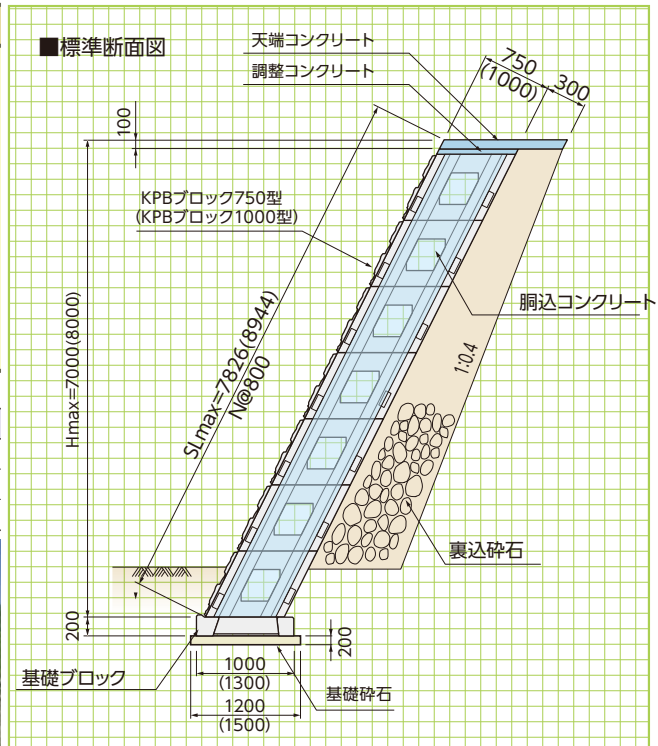 ■標準断面図
天端コンクリート
調整コンクリート
750
(1000)
300
100
KPBブロック750型
(KPBブロック1000型)
胴込コンクリート
Hmax=7000(8000)
SLmax=7826(8944)
N@800
1:0.4
裏込砕石
200
200
基礎ブロック
1000
(1300)
基礎砕石
1200
(1500)